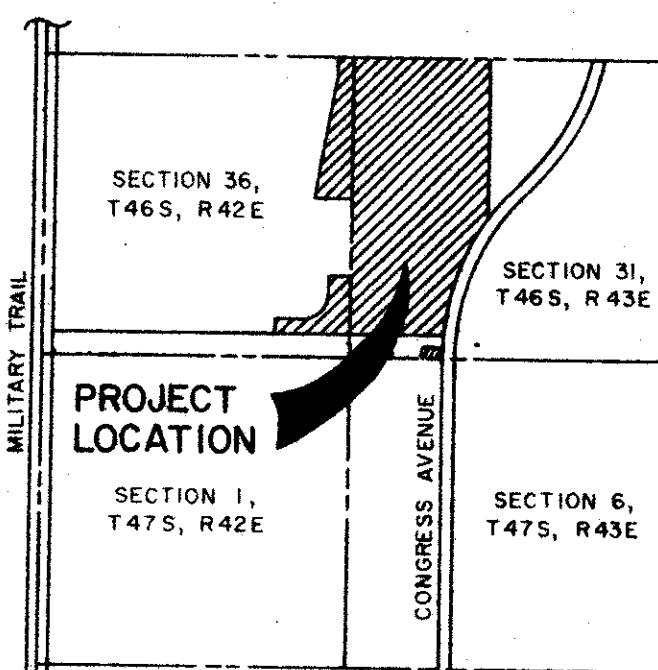 SECTION 36,
T46S, R42E
SECTION 31,
T46S, R43E
MILITARY TRAIL
PROJECT
LOCATION
CONGRESS AVENUE
SECTION 1,
T47S, R42E
SECTION 6,
T47S, R43E